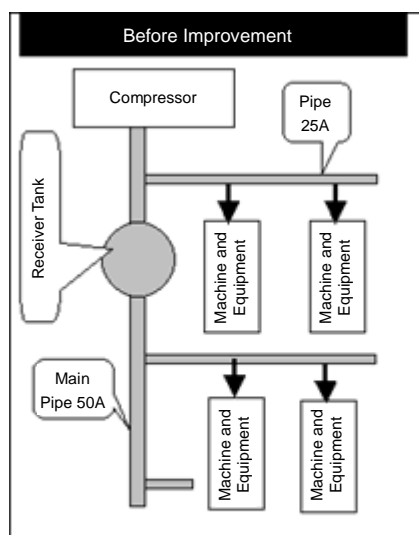 Before Improvement
Compressor
Pipe
25A
Receiver Tank
Machine and
Equipment
Machine and
Equipment
Main
Pipe 50A
Machine and
Equipment
Machine and
Equipment